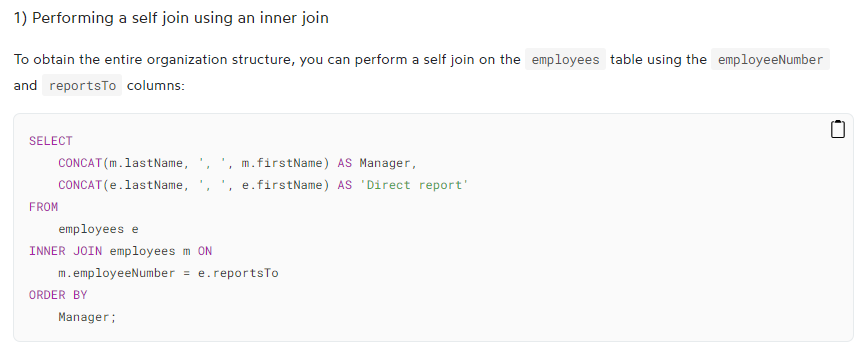 1) Performing a self join using an inner join
To obtain the entire organization structure, you can perform a self join on the employees table using the employeeNumber
and reportsTo columns:
SELECT
    CONCAT(m.lastName, ', ', m.firstName) AS Manager,
    CONCAT(e.lastName, ', ', e.firstName) AS 'Direct report'
FROM
    employees e
INNER JOIN employees m ON
    m.employeeNumber = e.reportsTo
ORDER BY
    Manager;